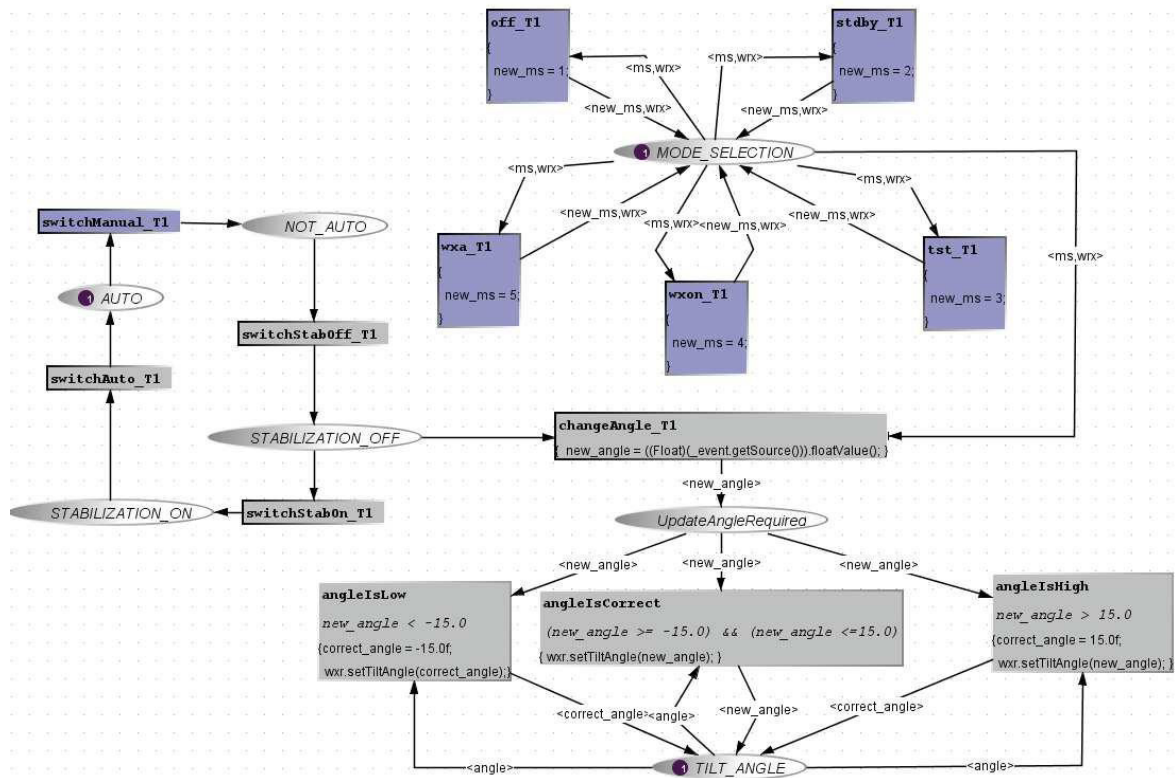 off_T1
{
new_ms = 1;
}
stdby_T1
{
new_ms = 2;
}
<ms,wrx>
<ms,wrx>
<new_ms,wrx>
<new_ms,wrx>
1 MODE_SELECTION
<ms,wrx>
<ms,wrx>
<new_ms,wrx>
<ms,wrx>
<new_ms,wrx>
<new_ms,wrx>
<ms,wrx>
wxa_T1
{
new_ms = 5;
}
wxon_T1
{
new_ms = 4;
}
tst_T1
{
new_ms = 3;
}
switchManual_T1
NOT_AUTO
1 AUTO
switchStabOff_T1
switchAuto_T1
STABILIZATION_OFF
STABILIZATION_ON
switchStabOn_T1
changeAngle_T1
{ new_angle = ((Float)(_event.getSource())).floatValue(); }
<new_angle>
UpdateAngleRequired
<new_angle>
<new_angle>
<new_angle>
angleIsLow
new_angle < -15.0
{correct_angle = -15.0f;
wxr.setTiltAngle(correct_angle);}
angleIsCorrect
(new_angle >= -15.0) && (new_angle <=15.0)
{ wxr.setTiltAngle(new_angle); }
angleIsHigh
new_angle > 15.0
{correct_angle = 15.0f;
wxr.setTiltAngle(new_angle); }
<correct_angle>
<angle>
<new_angle>
<correct_angle>
<angle>
1 TILT_ANGLE
<angle>